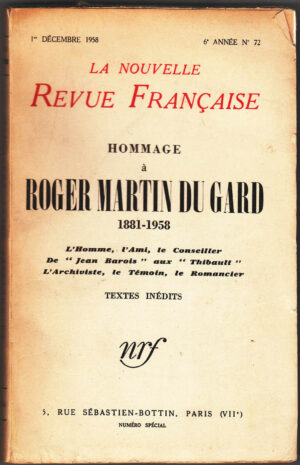 1er DÉCEMBRE 1958 6e ANNÉE No 72
LA NOUVELLE
REVUE FRANÇAISE
HOMMAGE
à
ROGER MARTIN DU GARD
1881-1958
L'Homme, l'Ami, le Conseiller
De " Jean Barois " aux " Thibault "
L'Archiviste, le Témoin, le Romancier
TEXTES INÉDITS
nrf
5, RUE SÉBASTIEN-BOTTIN, PARIS (VIIe)
NUMÉRO SPÉCIAL